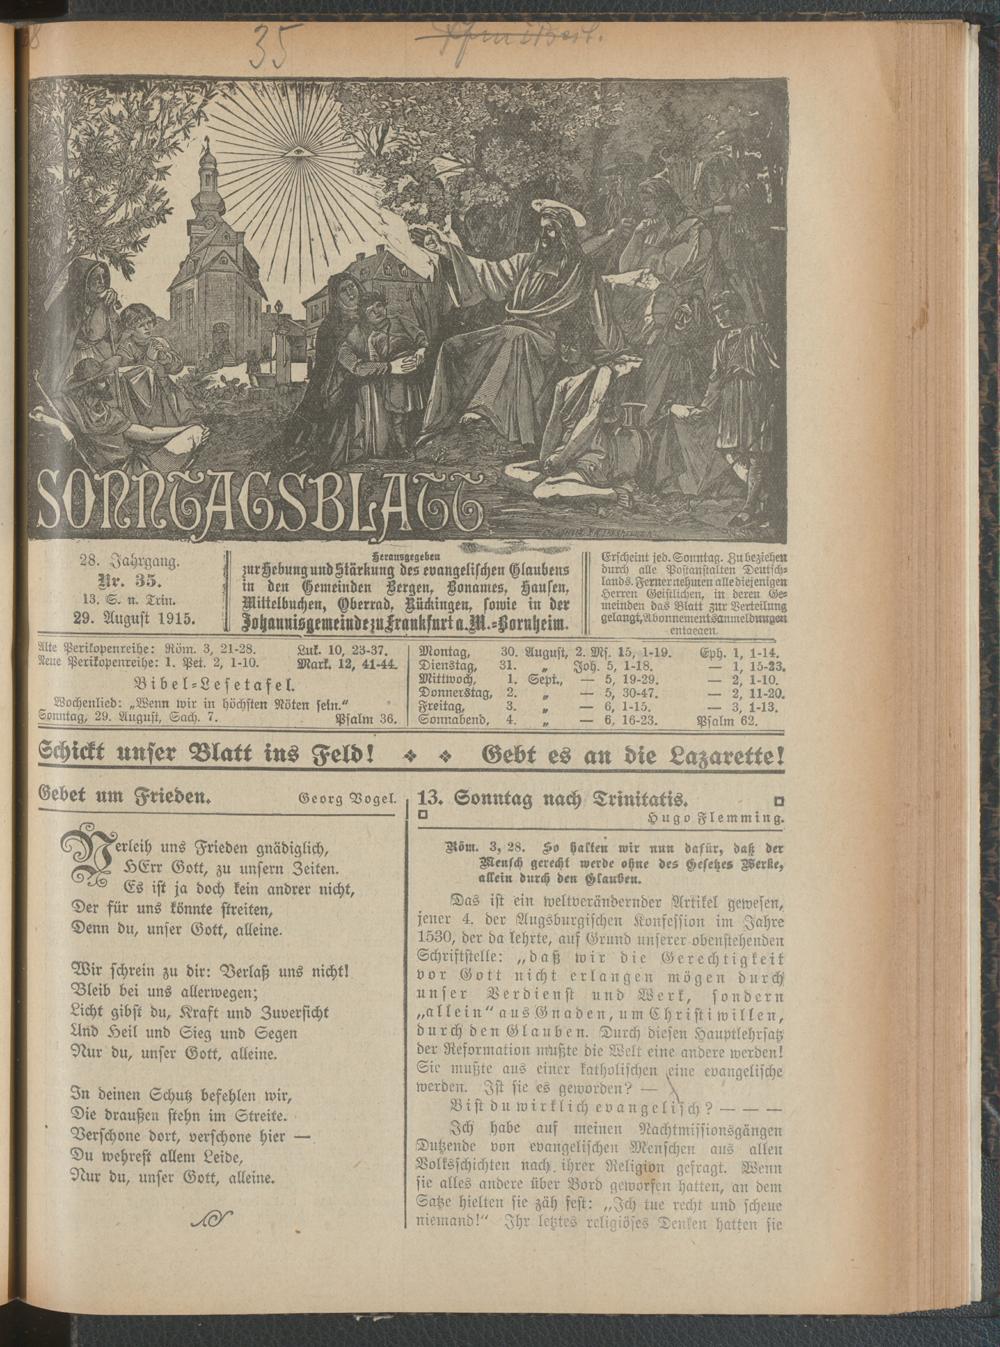 35
SONNTAGSBLATT
28. Jahrgang.
Nr. 35.
13. S. n. Trin.
29. August 1915.
Herausgegeben
zur Hebung und Stärkung des evangelischen Glaubens
in den Gemeinden Bergen, Bonames, Hausen,
Mittelbuchen, Oberrad, Rückingen, sowie in der
Johannisgemeinde zu Frankfurt a. M.-Bornheim.
Erscheint jed. Sonntag. Zu beziehen
durch alle Postanstalten Deutsch-
lands. Ferner nehmen alle diejenigen
Herren Geistlichen, in deren Ge-
meinden das Blatt zur Verteilung
gelangt, Abonnementsanmeldungen
entgegen.
Alte Perikopenreihe: Röm. 3, 21-28. Luk. 10, 23-37.
Neue Perikopenreihe: 1. Pet. 2, 1-10. Mark. 12, 41-44.
Bibel-Lesetafel.
Wochenlied: „Wenn wir in höchsten Nöten sein.“
Sonntag, 29. August, Sach. 7. Psalm 36.
Montag, 30. August, 2. Ms. 15, 1-19. Eph. 1, 1-14.
Dienstag, 31. „ Joh. 5, 1-18. — 1, 15-23.
Mittwoch, 1. Sept., — 5, 19-29. — 2, 1-10.
Donnerstag, 2. „ — 5, 30-47. — 2, 11-20.
Freitag, 3. „ — 6, 1-15. — 3, 1-13.
Sonnabend, 4. „ — 6, 16-23. Psalm 62.
Schickt unser Blatt ins Feld! ❖ ❖ Gebt es an die Lazarette!
Gebet um Frieden. Georg Vogel.
Verleih uns Frieden gnädiglich,
HErr Gott, zu unsern Zeiten.
Es ist ja doch kein andrer nicht,
Der für uns könnte streiten,
Denn du, unser Gott, alleine.
Wir schrein zu dir: Verlaß uns nicht!
Bleib bei uns allerwegen;
Licht gibst du, Kraft und Zuversicht
Und Heil und Sieg und Segen
Nur du, unser Gott, alleine.
In deinen Schutz befehlen wir,
Die draußen stehn im Streite.
Verschone dort, verschone hier —
Du wehrest allem Leide,
Nur du, unser Gott, alleine.
13. Sonntag nach Trinitatis.
Hugo Flemming.
Röm. 3, 28. So halten wir nun dafür, daß der
Mensch gerecht werde ohne des Gesetzes Werke,
allein durch den Glauben.
Das ist ein weltverändernder Artikel gewesen,
jener 4. der Augsburgischen Konfession im Jahre
1530, der da lehrte, auf Grund unserer obenstehenden
Schriftstelle: „daß wir die Gerechtigkeit
vor Gott nicht erlangen mögen durch
unser Verdienst und Werk, sondern
„allein“ aus Gnaden, um Christi willen,
durch den Glauben. Durch diesen Hauptlehrsatz
der Reformation mußte die Welt eine andere werden!
Sie mußte aus einer katholischen eine evangelische
werden. Ist sie es geworden? —
Bist du wirklich evangelisch? — — —
Ich habe auf meinen Nachtmissionsgängen
Dutzende von evangelischen Menschen aus allen
Volksschichten nach ihrer Religion gefragt. Wenn
sie alles andere über Bord geworfen hatten, an dem
Satze hielten sie zäh fest: „Ich tue recht und scheue
niemand!“ Ihr letztes religiöses Denken hatten sie